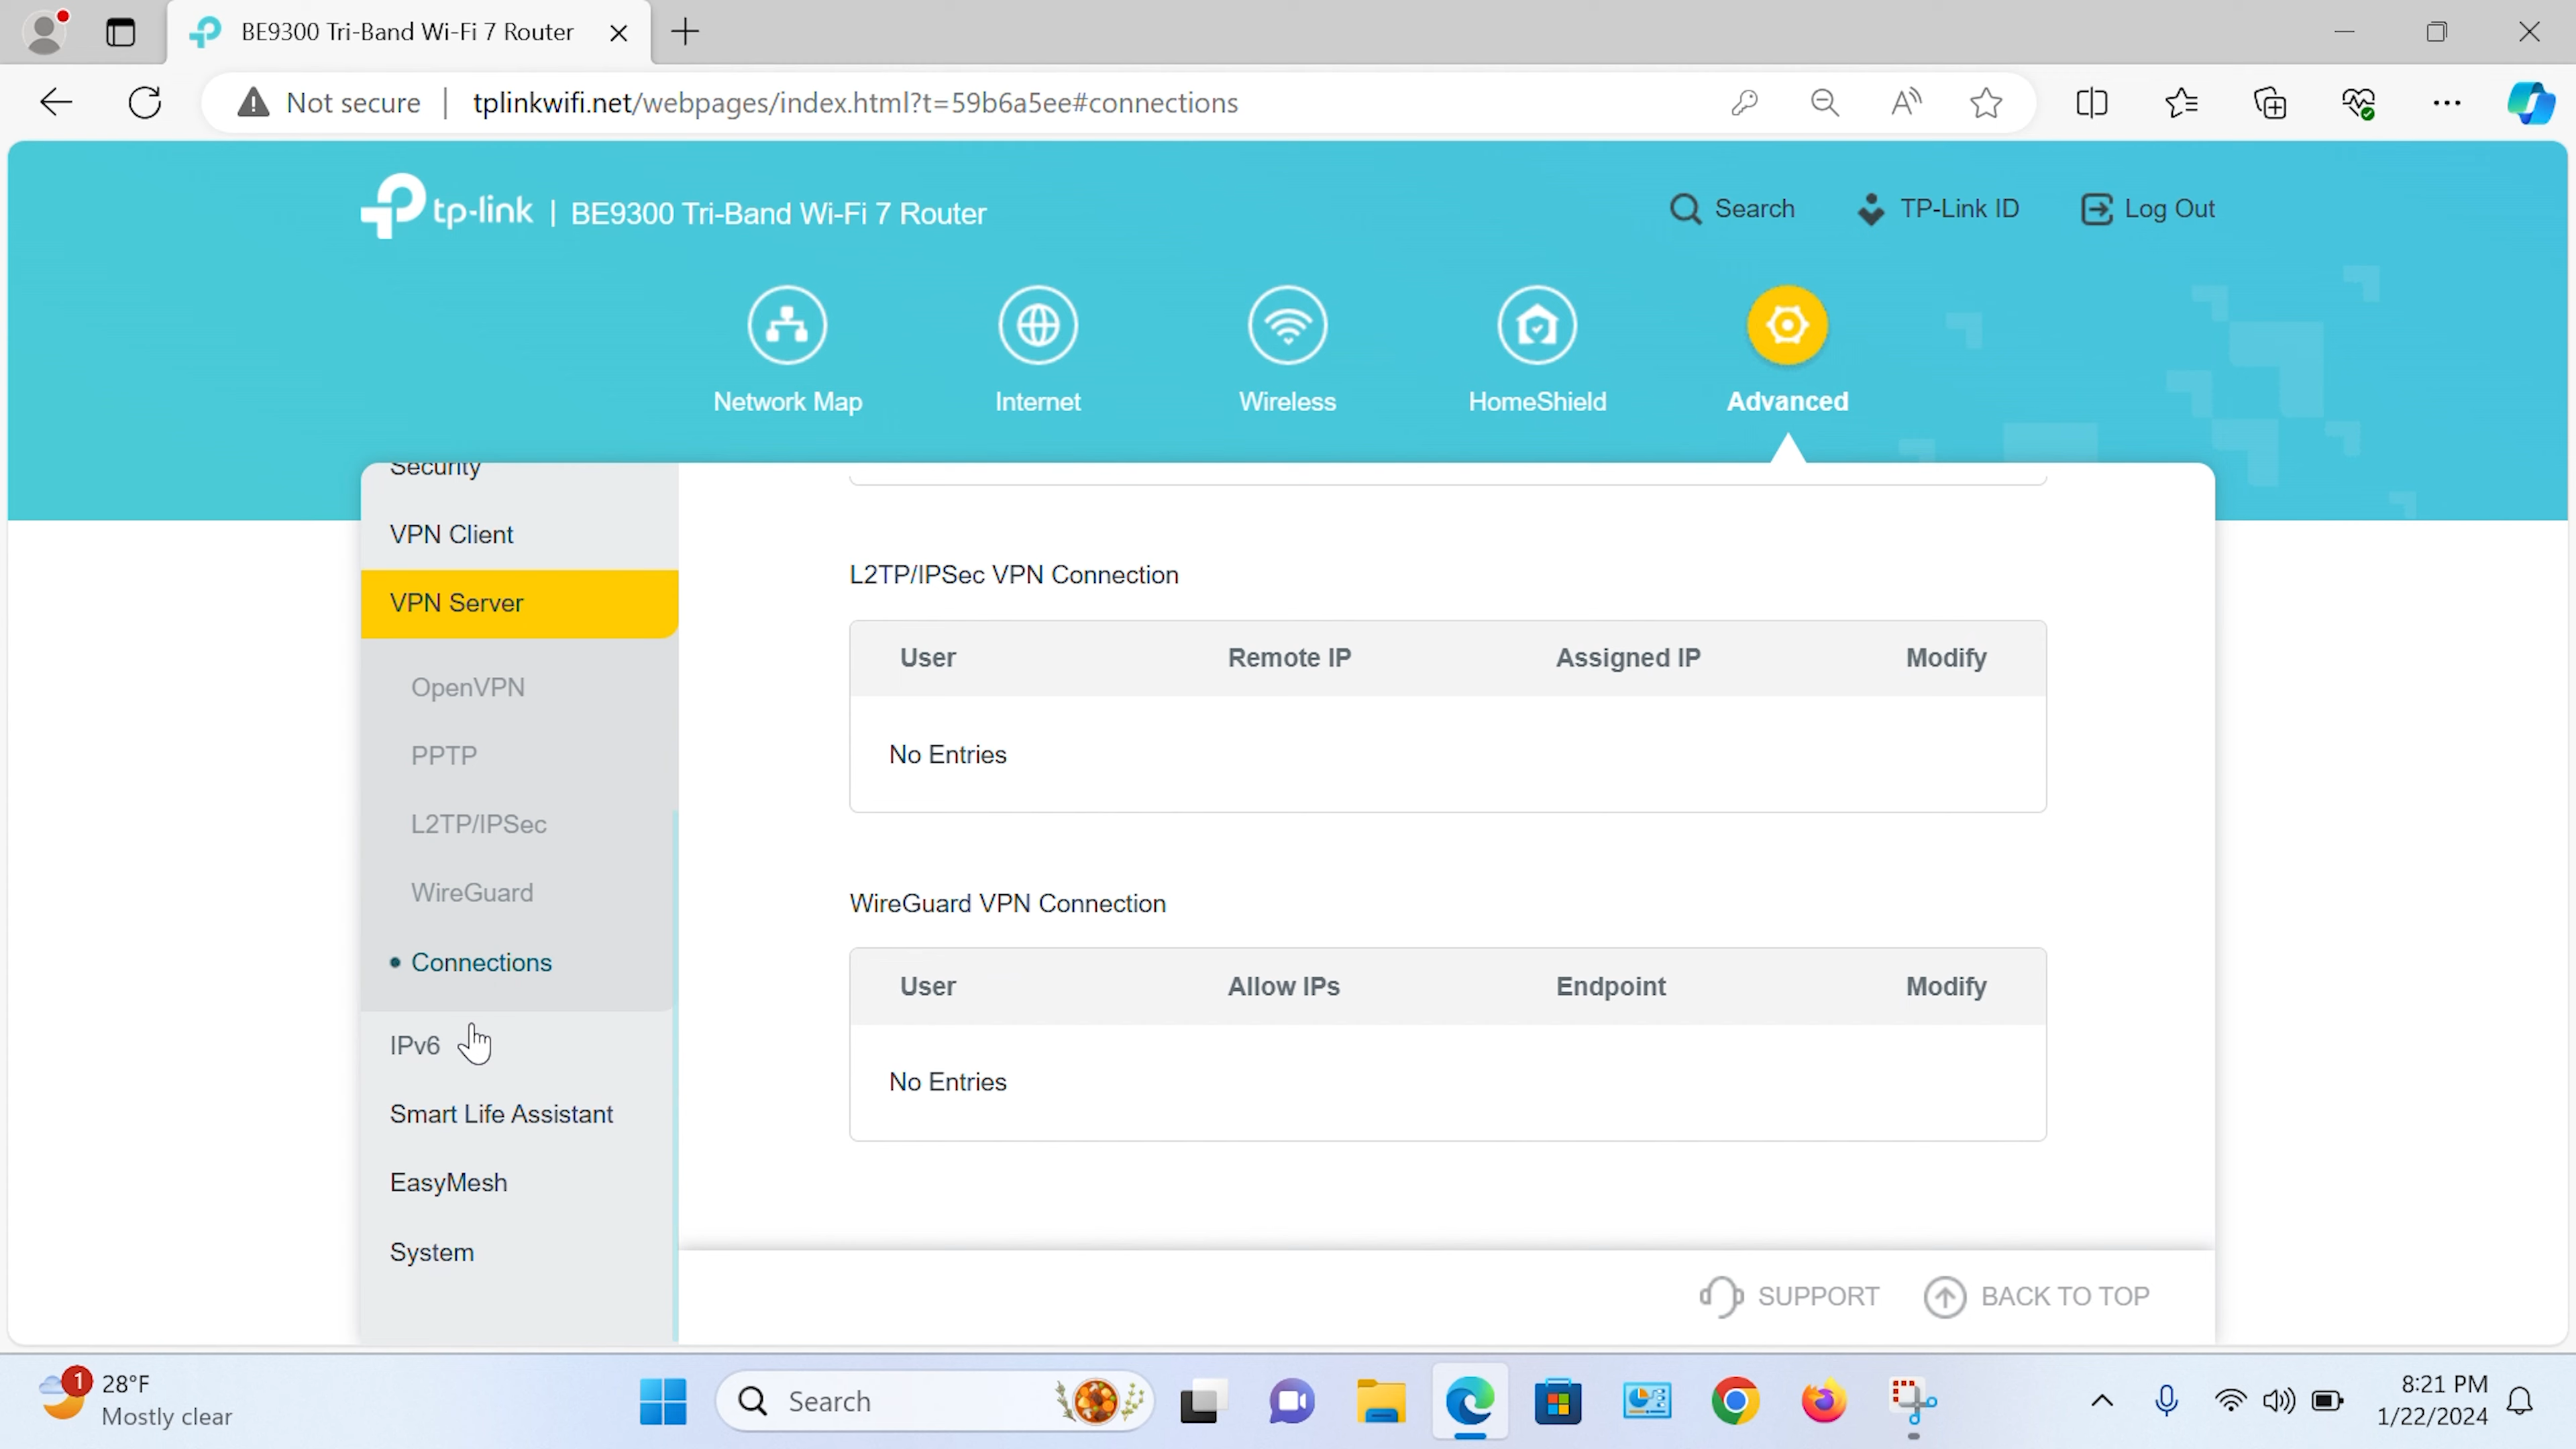 BE9300 Tri-Band Wi-Fi 7 Router
Not secure | tplinkwifi.net/webpages/index.html?t=59b6a5ee#connections
tp-link | BE9300 Tri-Band Wi-Fi 7 Router
Search TP-Link ID Log Out
Network Map Internet Wireless HomeShield Advanced
Security
VPN Client
VPN Server
OpenVPN
PPTP
L2TP/IPSec
WireGuard
Connections
IPv6
Smart Life Assistant
EasyMesh
System
L2TP/IPSec VPN Connection
User Remote IP Assigned IP Modify
No Entries
WireGuard VPN Connection
User Allow IPs Endpoint Modify
No Entries
SUPPORT BACK TO TOP
1
28°F
Mostly clear
Search
8:21 PM
1/22/2024